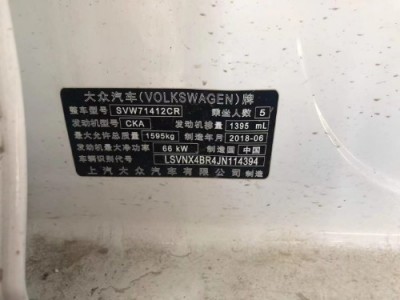 大众汽车(VOLKSWAGEN)牌
整车型号 SVW71412CR 乘坐人数 5
发动机型号 CKA 发动机排量 1395 mL
最大允许总质量 1595kg 制造年月 2018-06
发动机最大净功率 66 kW 制造国 中国
车辆识别代号 LSVNX4BR4JN114394
上汽大众汽车有限公司制造